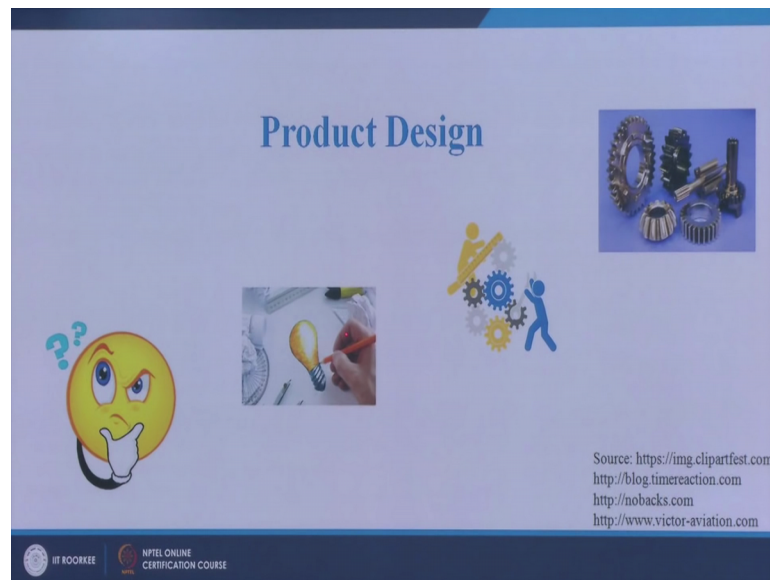 Product Design
? ?
Source: https://img.clipartfest.com
http://blog.timereaction.com
http://nobacks.com
http://www.victor-aviation.com
IIT ROORKEE
NPTEL ONLINE
CERTIFICATION COURSE